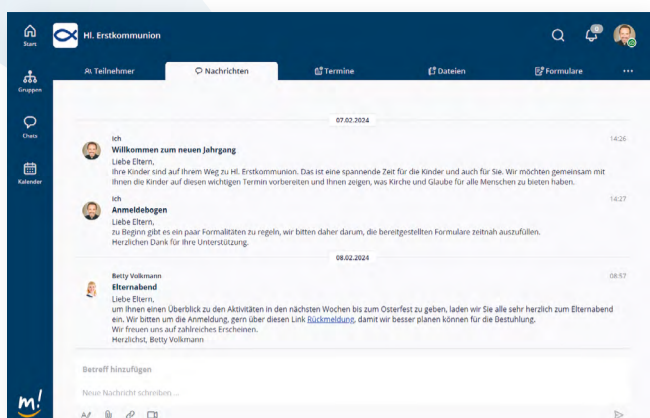 Start
Hl. Erstkommunion
0
Teilnehmer
Nachrichten
Termine
Dateien
Formulare
Gruppen
Chats
Kalender
07.02.2024
Ich
14:26
Willkommen zum neuen Jahrgang
Liebe Eltern,
Ihre Kinder sind auf Ihrem Weg zu Hl. Erstkommunion. Das ist eine spannende Zeit für die Kinder und auch für Sie. Wir möchten gemeinsam mit
Ihnen die Kinder auf diesen wichtigen Termin vorbereiten und Ihnen zeigen, was Kirche und Glaube für alle Menschen zu bieten haben.
Ich
14:27
Anmeldebogen
Liebe Eltern,
zu Beginn gibt es ein paar Formalitäten zu regeln, wir bitten daher darum, die bereitgestellten Formulare zeitnah auszufüllen.
Herzlichen Dank für Ihre Unterstützung.
08.02.2024
Betty Volkmann
08:57
Elternabend
Liebe Eltern,
um Ihnen einen Überblick zu den Aktivitäten in den nächsten Wochen bis zum Osterfest zu geben, laden wir Sie alle sehr herzlich zum Elternabend
ein. Wir bitten um die Anmeldung, gern über diesen Link Rückmeldung, damit wir besser planen können für die Bestuhlung.
Wir freuen uns auf zahlreiches Erscheinen.
Herzlichst, Betty Volkmann
Betreff hinzufügen
Neue Nachricht schreiben ...
m!